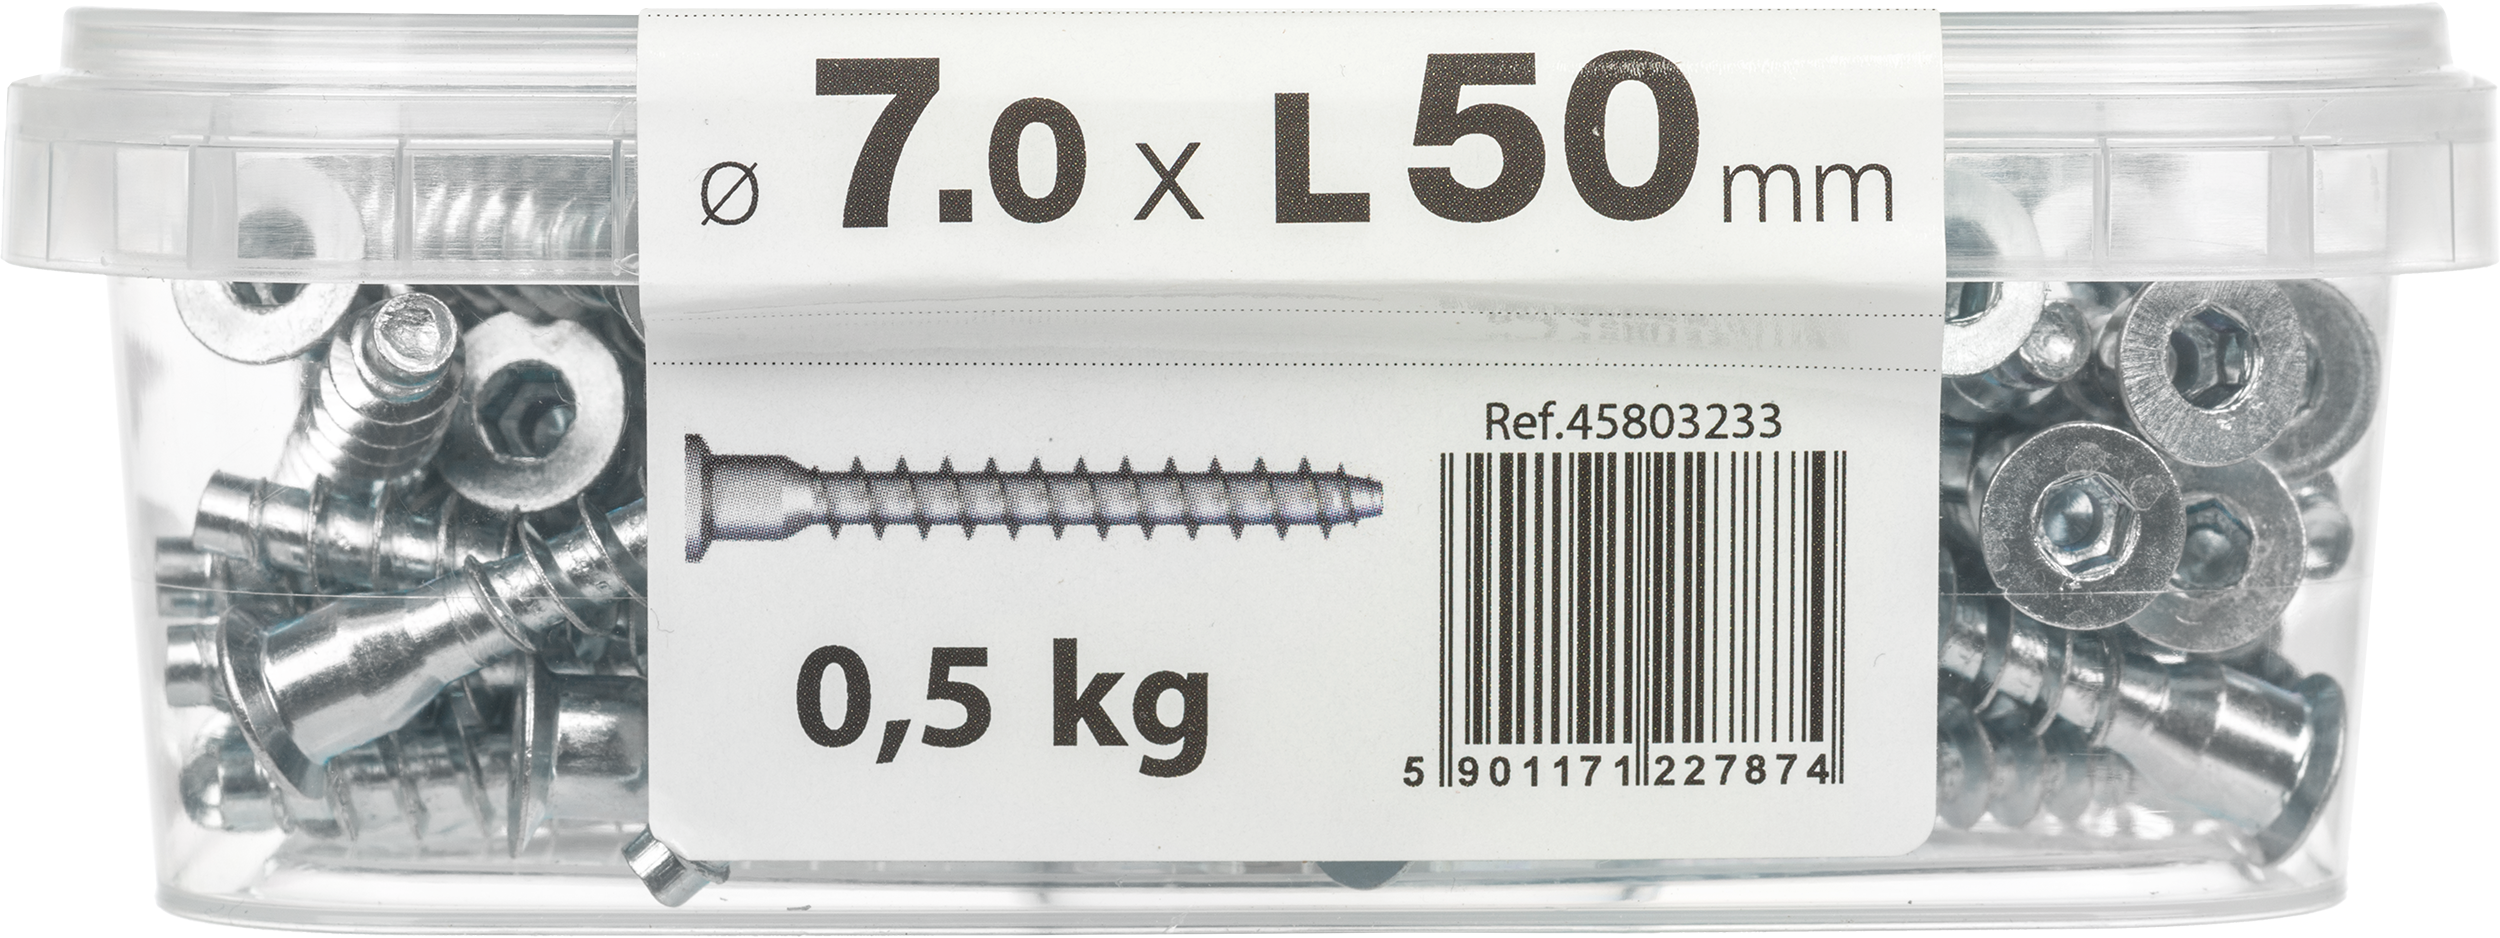 ø 7.0 x L 50 mm
Ref.45803233
0,5 kg
5 901171 227874